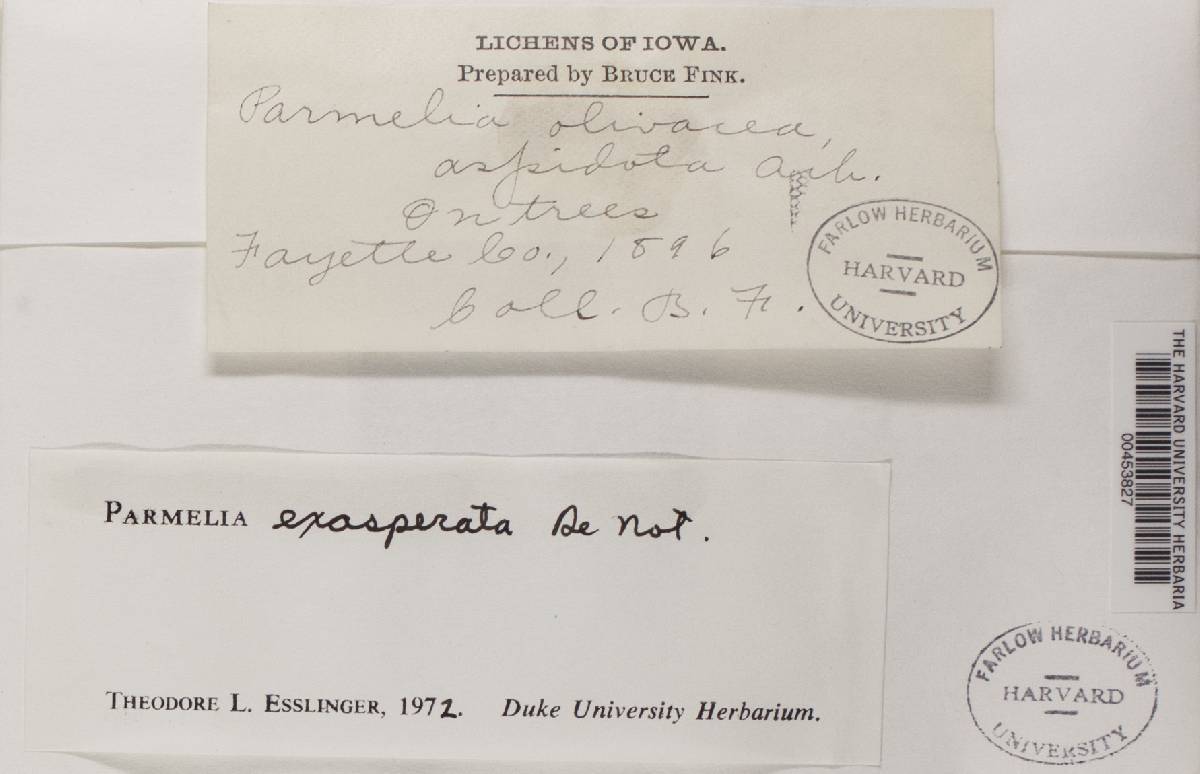 LICHENS OF IOWA.
Prepared by BRUCE FINK.
Parmelia olivacea,
aspidota Ach.
On trees
Fayette Co., 1896
Coll. B. F.
FARLOW HERBARIUM
HARVARD
UNIVERSITY
PARMELIA exasperata De Not.
THEODORE L. ESSLINGER, 1972. Duke University Herbarium.
THE HARVARD UNIVERSITY HERBARIA
00453827
FARLOW HERBARIUM
HARVARD
UNIVERSITY